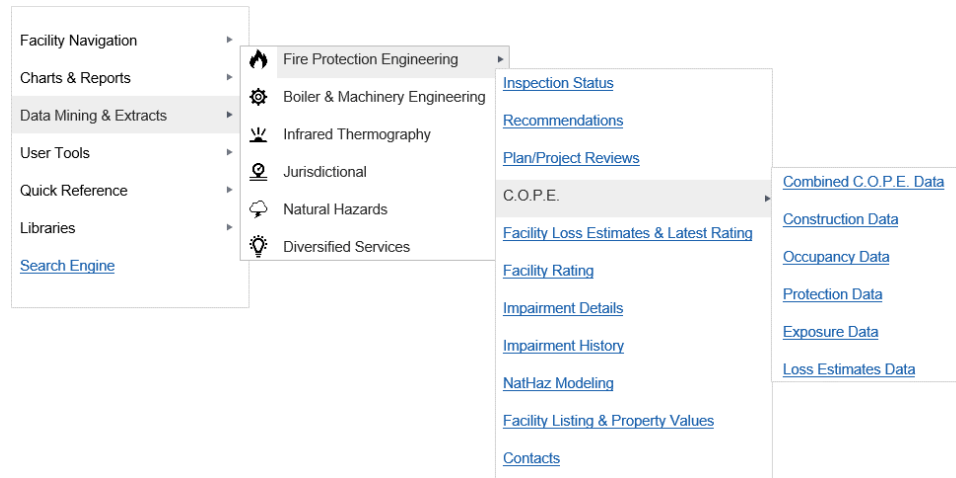 Facility Navigation
Charts & Reports
Data Mining & Extracts
User Tools
Quick Reference
Libraries
Search Engine
Fire Protection Engineering
Boiler & Machinery Engineering
Infrared Thermography
Jurisdictional
Natural Hazards
Diversified Services
Inspection Status
Recommendations
Plan/Project Reviews
C.O.P.E.
Facility Loss Estimates & Latest Rating
Facility Rating
Impairment Details
Impairment History
NatHaz Modeling
Facility Listing & Property Values
Contacts
Combined C.O.P.E. Data
Construction Data
Occupancy Data
Protection Data
Exposure Data
Loss Estimates Data